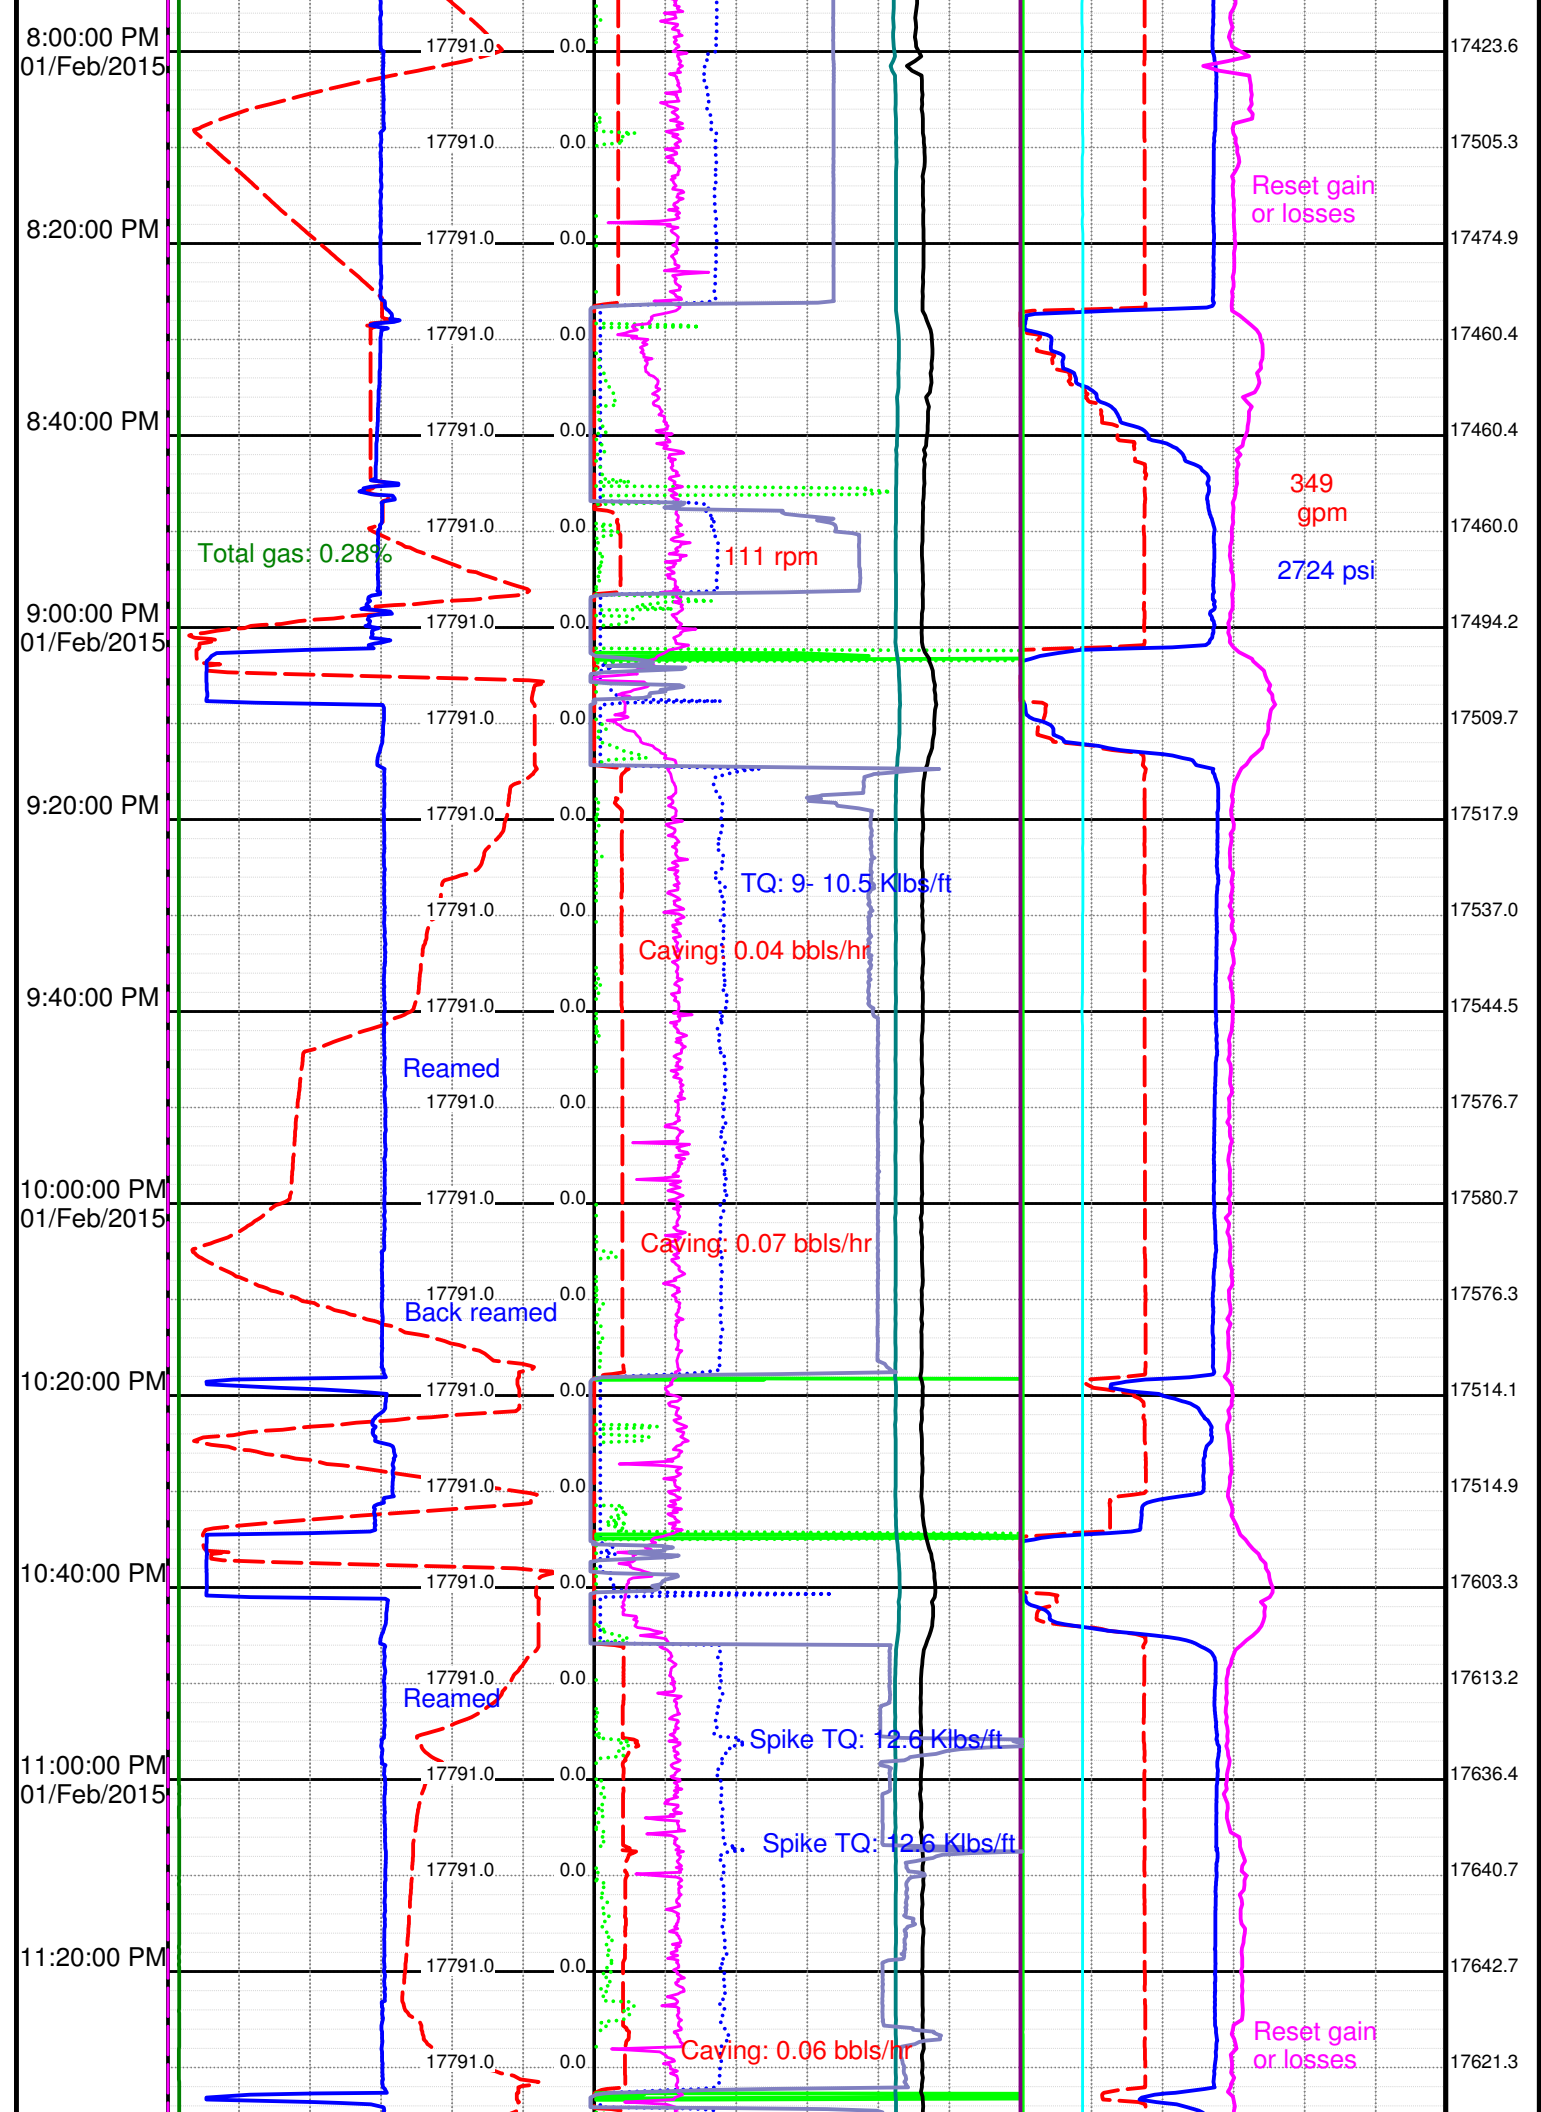 8:00:00 PM 17791.0 0.0 17423.6
01/Feb/2015
17791.0 0.0 17505.3
Reset gain
or losses
8:20:00 PM 17791.0 0.0 17474.9
17791.0 0.0 17460.4
8:40:00 PM 17791.0 0.0 17460.4
349
gpm
17791.0 0.0 17460.0
Total gas: 0.28% 111 rpm
2724 psi
9:00:00 PM 17791.0 0.0 17494.2
01/Feb/2015
17791.0 0.0 17509.7
9:20:00 PM 17791.0 0.0 17517.9
TQ: 9- 10.5 Klbs/ft
17791.0 0.0 17537.0
Caving: 0.04 bbls/hr
9:40:00 PM 17791.0 0.0 17544.5
Reamed
17791.0 0.0 17576.7
10:00:00 PM 17791.0 0.0 17580.7
01/Feb/2015
Caving: 0.07 bbls/hr
17791.0 0.0 17576.3
Back reamed
10:20:00 PM 17791.0 0.0 17514.1
17791.0 0.0 17514.9
10:40:00 PM 17791.0 0.0 17603.3
17791.0 0.0 17613.2
Reamed
Spike TQ: 12.6 Klbs/ft
11:00:00 PM 17791.0 0.0 17636.4
01/Feb/2015
Spike TQ: 12.6 Klbs/ft
17791.0 0.0 17640.7
11:20:00 PM 17791.0 0.0 17642.7
Reset gain
or losses
Caving: 0.06 bbls/hr
17791.0 0.0 17621.3